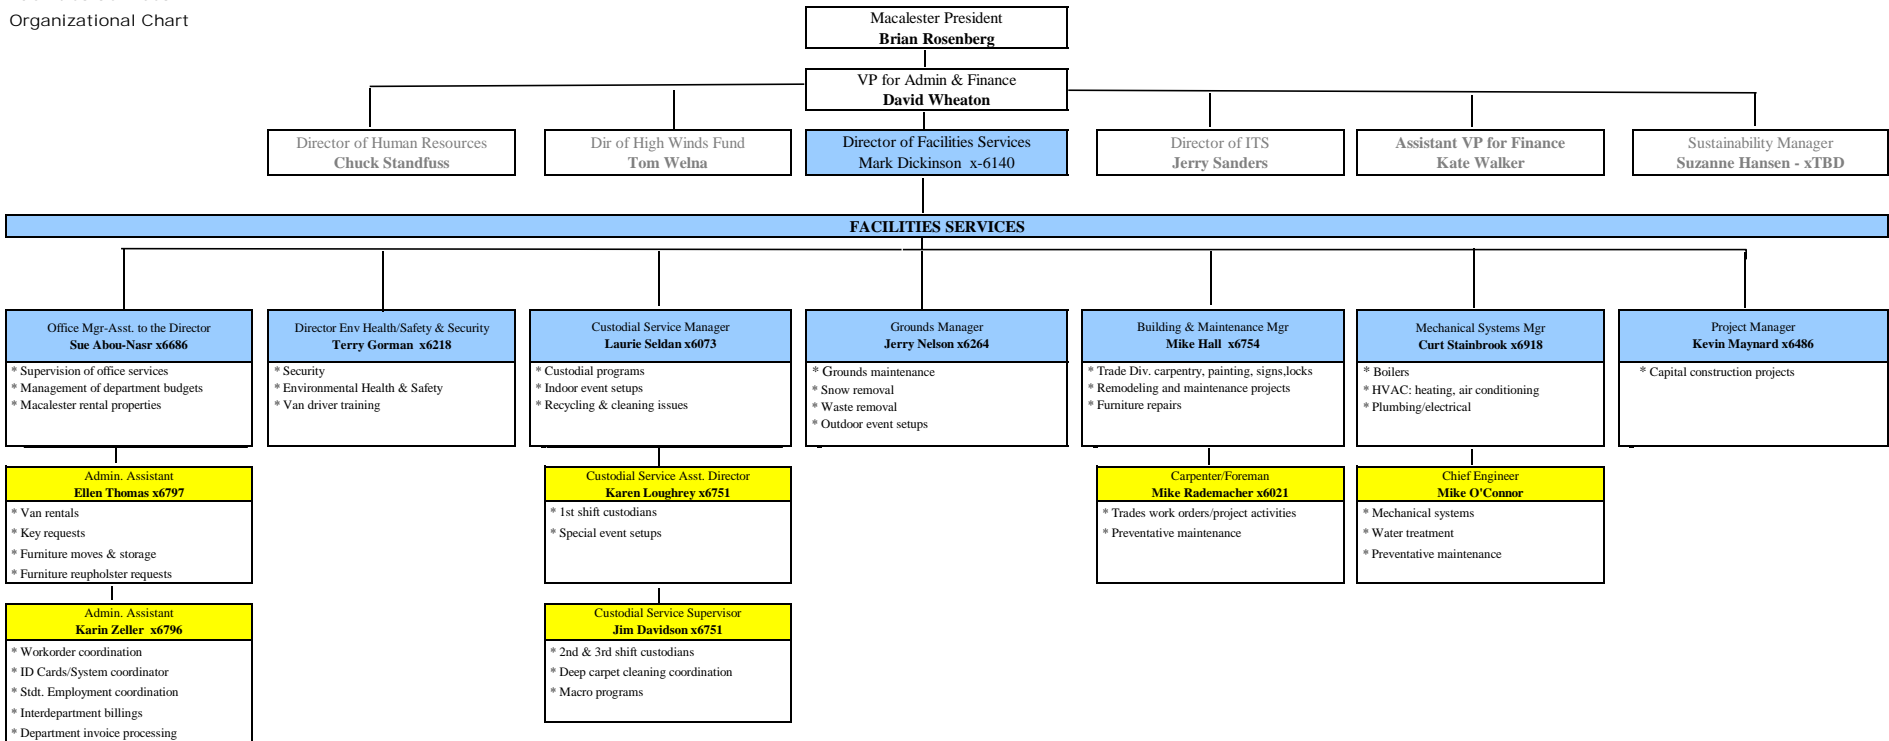 Organizational Chart
Macalester President
Brian Rosenberg
VP for Admin & Finance
David Wheaton
Director of Human Resources
Chuck Standfuss
Dir of High Winds Fund
Tom Welna
Director of Facilities Services
Mark Dickinson x-6140
Director of ITS
Jerry Sanders
Assistant VP for Finance
Kate Walker
Sustainability Manager
Suzanne Hansen - xTBD
FACILITIES SERVICES
Office Mgr-Asst. to the Director
Sue Abou-Nasr x6686
* Supervision of office services
* Management of department budgets
* Macalester rental properties
Director Env Health/Safety & Security
Terry Gorman x6218
* Security
* Environmental Health & Safety
* Van driver training
Custodial Service Manager
Laurie Seldan x6073
* Custodial programs
* Indoor event setups
* Recycling & cleaning issues
Grounds Manager
Jerry Nelson x6264
* Grounds maintenance
* Snow removal
* Waste removal
* Outdoor event setups
Building & Maintenance Mgr
Mike Hall x6754
* Trade Div. carpentry, painting, signs,locks
* Remodeling and maintenance projects
* Furniture repairs
Mechanical Systems Mgr
Curt Stainbrook x6918
* Boilers
* HVAC: heating, air conditioning
* Plumbing/electrical
Project Manager
Kevin Maynard x6486
* Capital construction projects
Admin. Assistant
Ellen Thomas x6797
* Van rentals
* Key requests
* Furniture moves & storage
* Furniture reupholster requests
Custodial Service Asst. Director
Karen Loughrey x6751
* 1st shift custodians
* Special event setups
Carpenter/Foreman
Mike Rademacher x6021
* Trades work orders/project activities
* Preventative maintenance
Chief Engineer
Mike O'Connor
* Mechanical systems
* Water treatment
* Preventative maintenance
Admin. Assistant
Karin Zeller x6796
* Workorder coordination
* ID Cards/System coordinator
* Stdt. Employment coordination
* Interdepartment billings
* Department invoice processing
Custodial Service Supervisor
Jim Davidson x6751
* 2nd & 3rd shift custodians
* Deep carpet cleaning coordination
* Macro programs